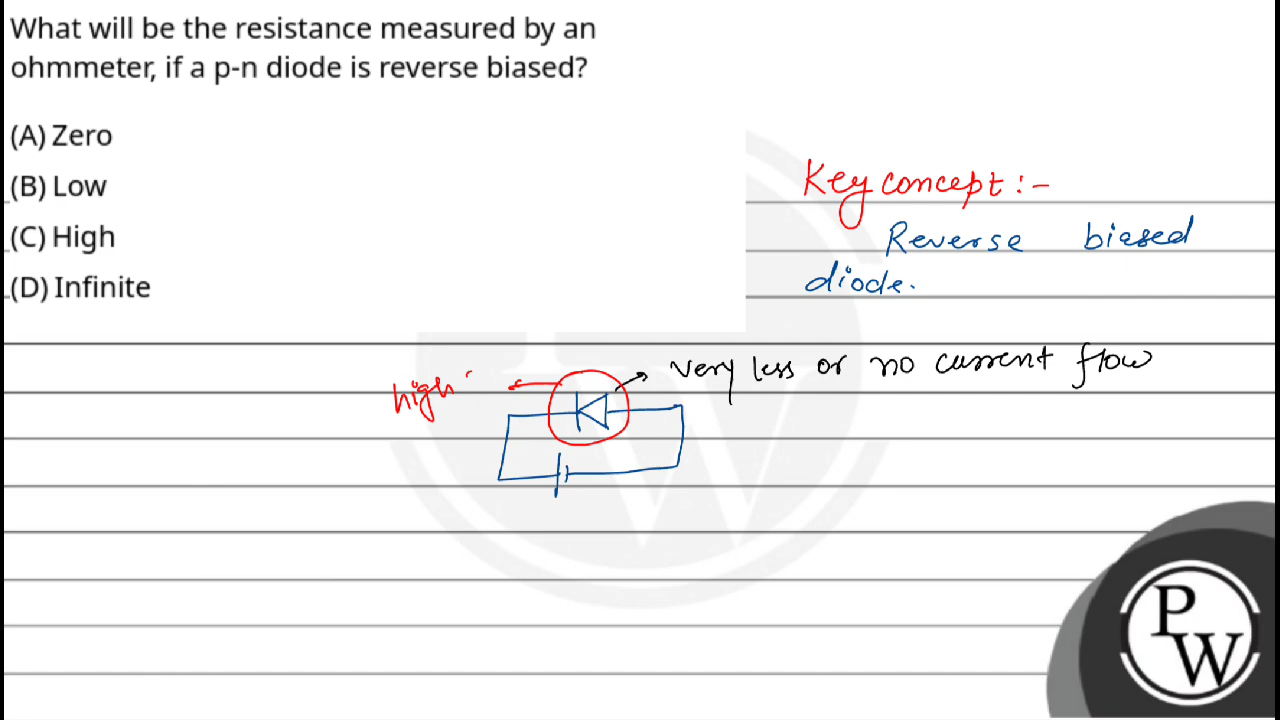 What will be the resistance measured by an
ohmmeter, if a p-n diode is reverse biased?
(A) Zero
(B) Low
(C) High
(D) Infinite
Key concept :-
Reverse biased
diode.
high
very less or no current flow
P
W